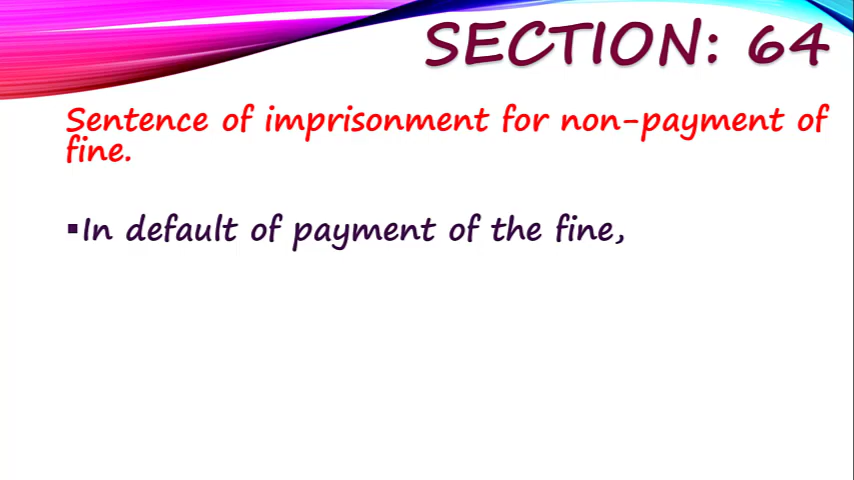 SECTION: 64
Sentence of imprisonment for non-payment of
fine.
▪In default of payment of the fine,